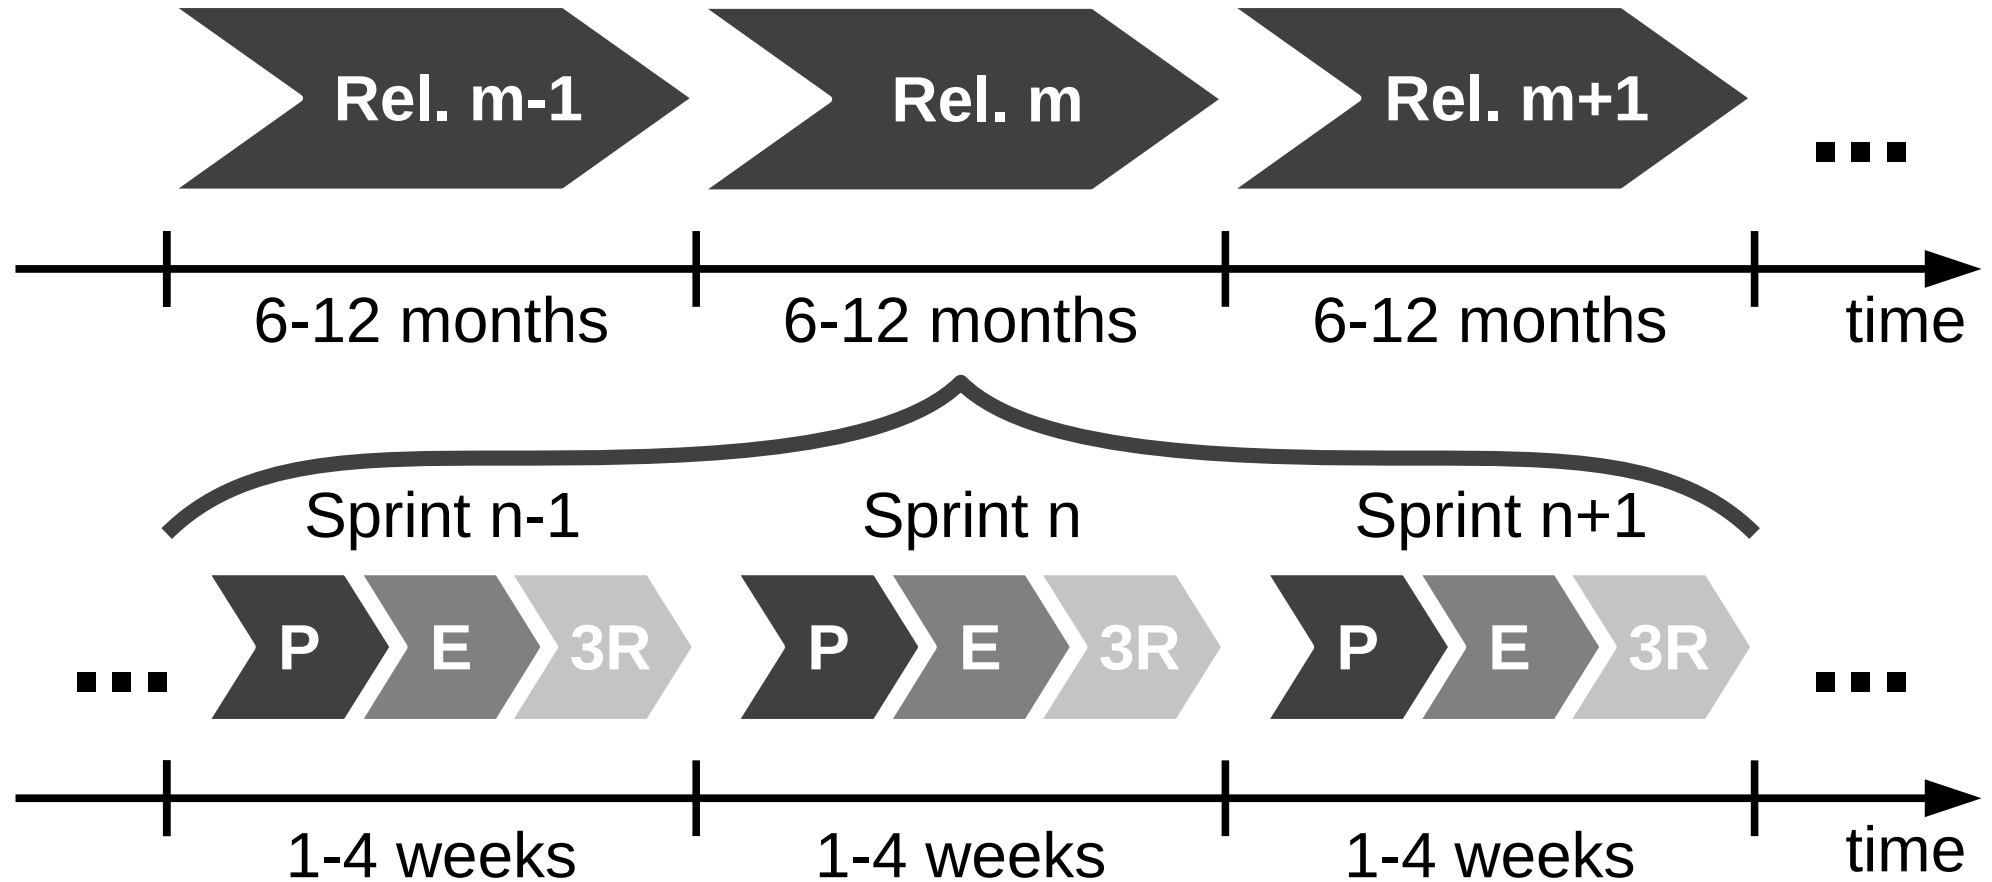 Rel. m-1 Rel. m Rel. m+1
6-12 months 6-12 months 6-12 months time
Sprint n-1 Sprint n Sprint n+1
P E 3R P E 3R P E 3R
1-4 weeks 1-4 weeks 1-4 weeks time